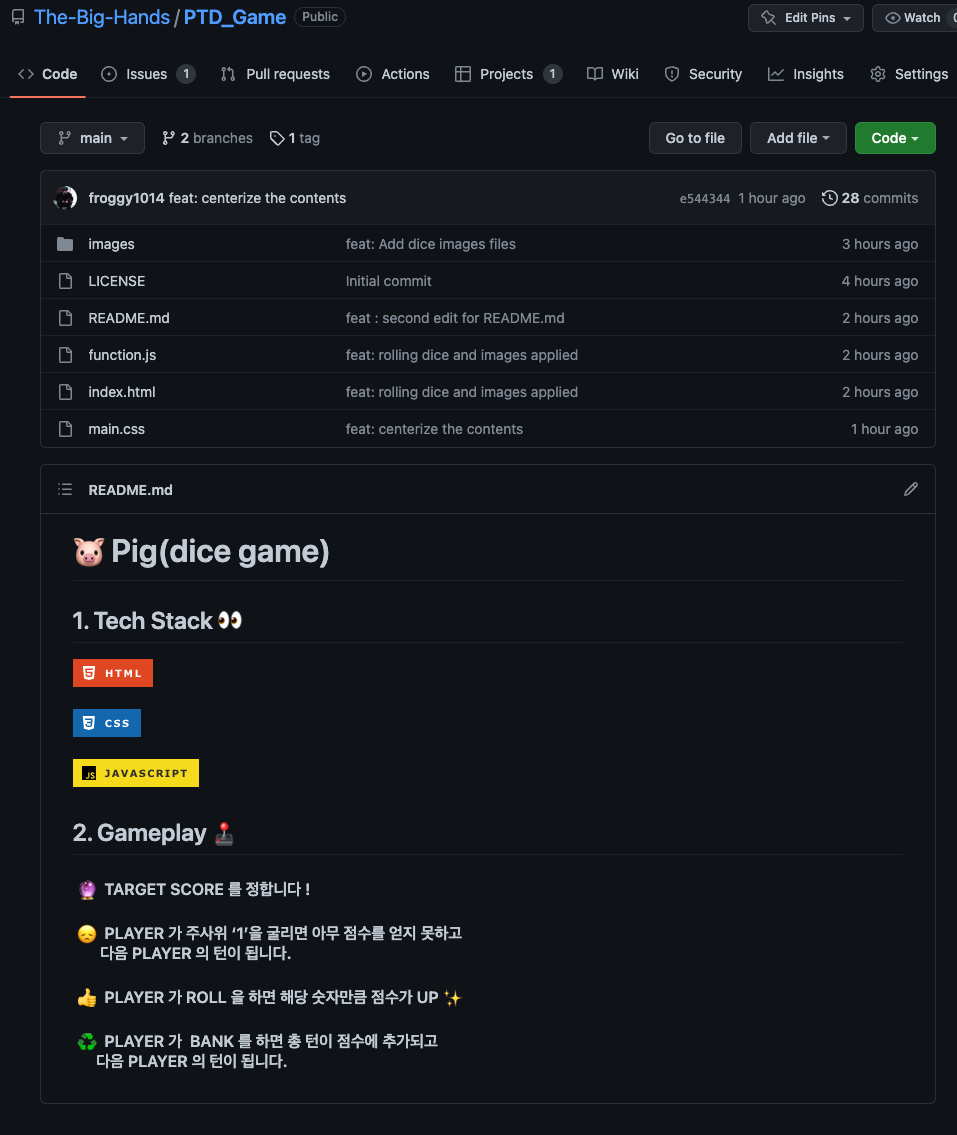 The-Big-Hands / PTD_Game Public Edit Pins Watch
Code Issues 1 Pull requests Actions Projects 1 Wiki Security Insights Settings
main 2 branches 1 tag Go to file Add file Code
froggy1014 feat: centerize the contents e544344 1 hour ago 28 commits
images feat: Add dice images files 3 hours ago
LICENSE Initial commit 4 hours ago
README.md feat : second edit for README.md 2 hours ago
function.js feat: rolling dice and images applied 2 hours ago
index.html feat: rolling dice and images applied 2 hours ago
main.css feat: centerize the contents 1 hour ago
README.md
🐷 Pig(dice game)
1. Tech Stack 👀
HTML
CSS
JS JAVASCRIPT
2. Gameplay 🕹️
🔮 TARGET SCORE 를 정합니다 !
😞 PLAYER 가 주사위 ‘1’을 굴리면 아무 점수를 얻지 못하고
다음 PLAYER 의 턴이 됩니다.
👍 PLAYER 가 ROLL 을 하면 해당 숫자만큼 점수가 UP ✨
♻️ PLAYER 가 BANK 를 하면 총 턴이 점수에 추가되고
다음 PLAYER 의 턴이 됩니다.